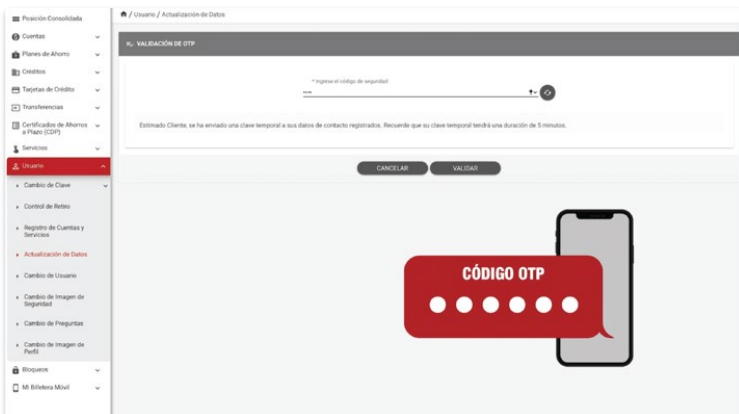 Posición Consolidada
Cuentas
Planes de Ahorro
Créditos
Tarjetas de Crédito
Transferencias
Certificados de Ahorros
a Plazo (CDP)
Servicios
Usuario
Cambio de Clave
Control de Retiro
Registro de Cuentas y
Servicios
Actualización de Datos
Cambio de Usuario
Cambio de Imagen de
Seguridad
Cambio de Preguntas
Cambio de Imagen de
Perfil
Bloqueos
Mi Billetera Móvil
/ Usuario / Actualización de Datos
VALIDACIÓN DE OTP
* Ingrese el código de seguridad
Estimado Cliente, se ha enviado una clave temporal a sus datos de contacto registrados. Recuerde que su clave temporal tendrá una duración de 5 minutos.
CANCELAR
VALIDAR
CÓDIGO OTP